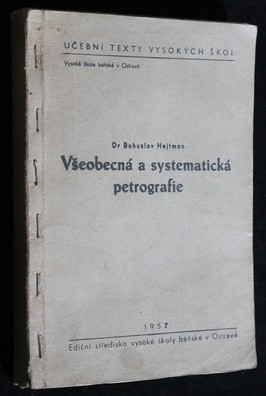 UČEBNÍ TEXTY VYSOKÝCH ŠKOL
Vysoká škola báňská v Ostravě
Dr Bohuslav Hejtman
Všeobecná a systematická
petrografie
1957
Ediční středisko vysoké školy báňské v Ostravě